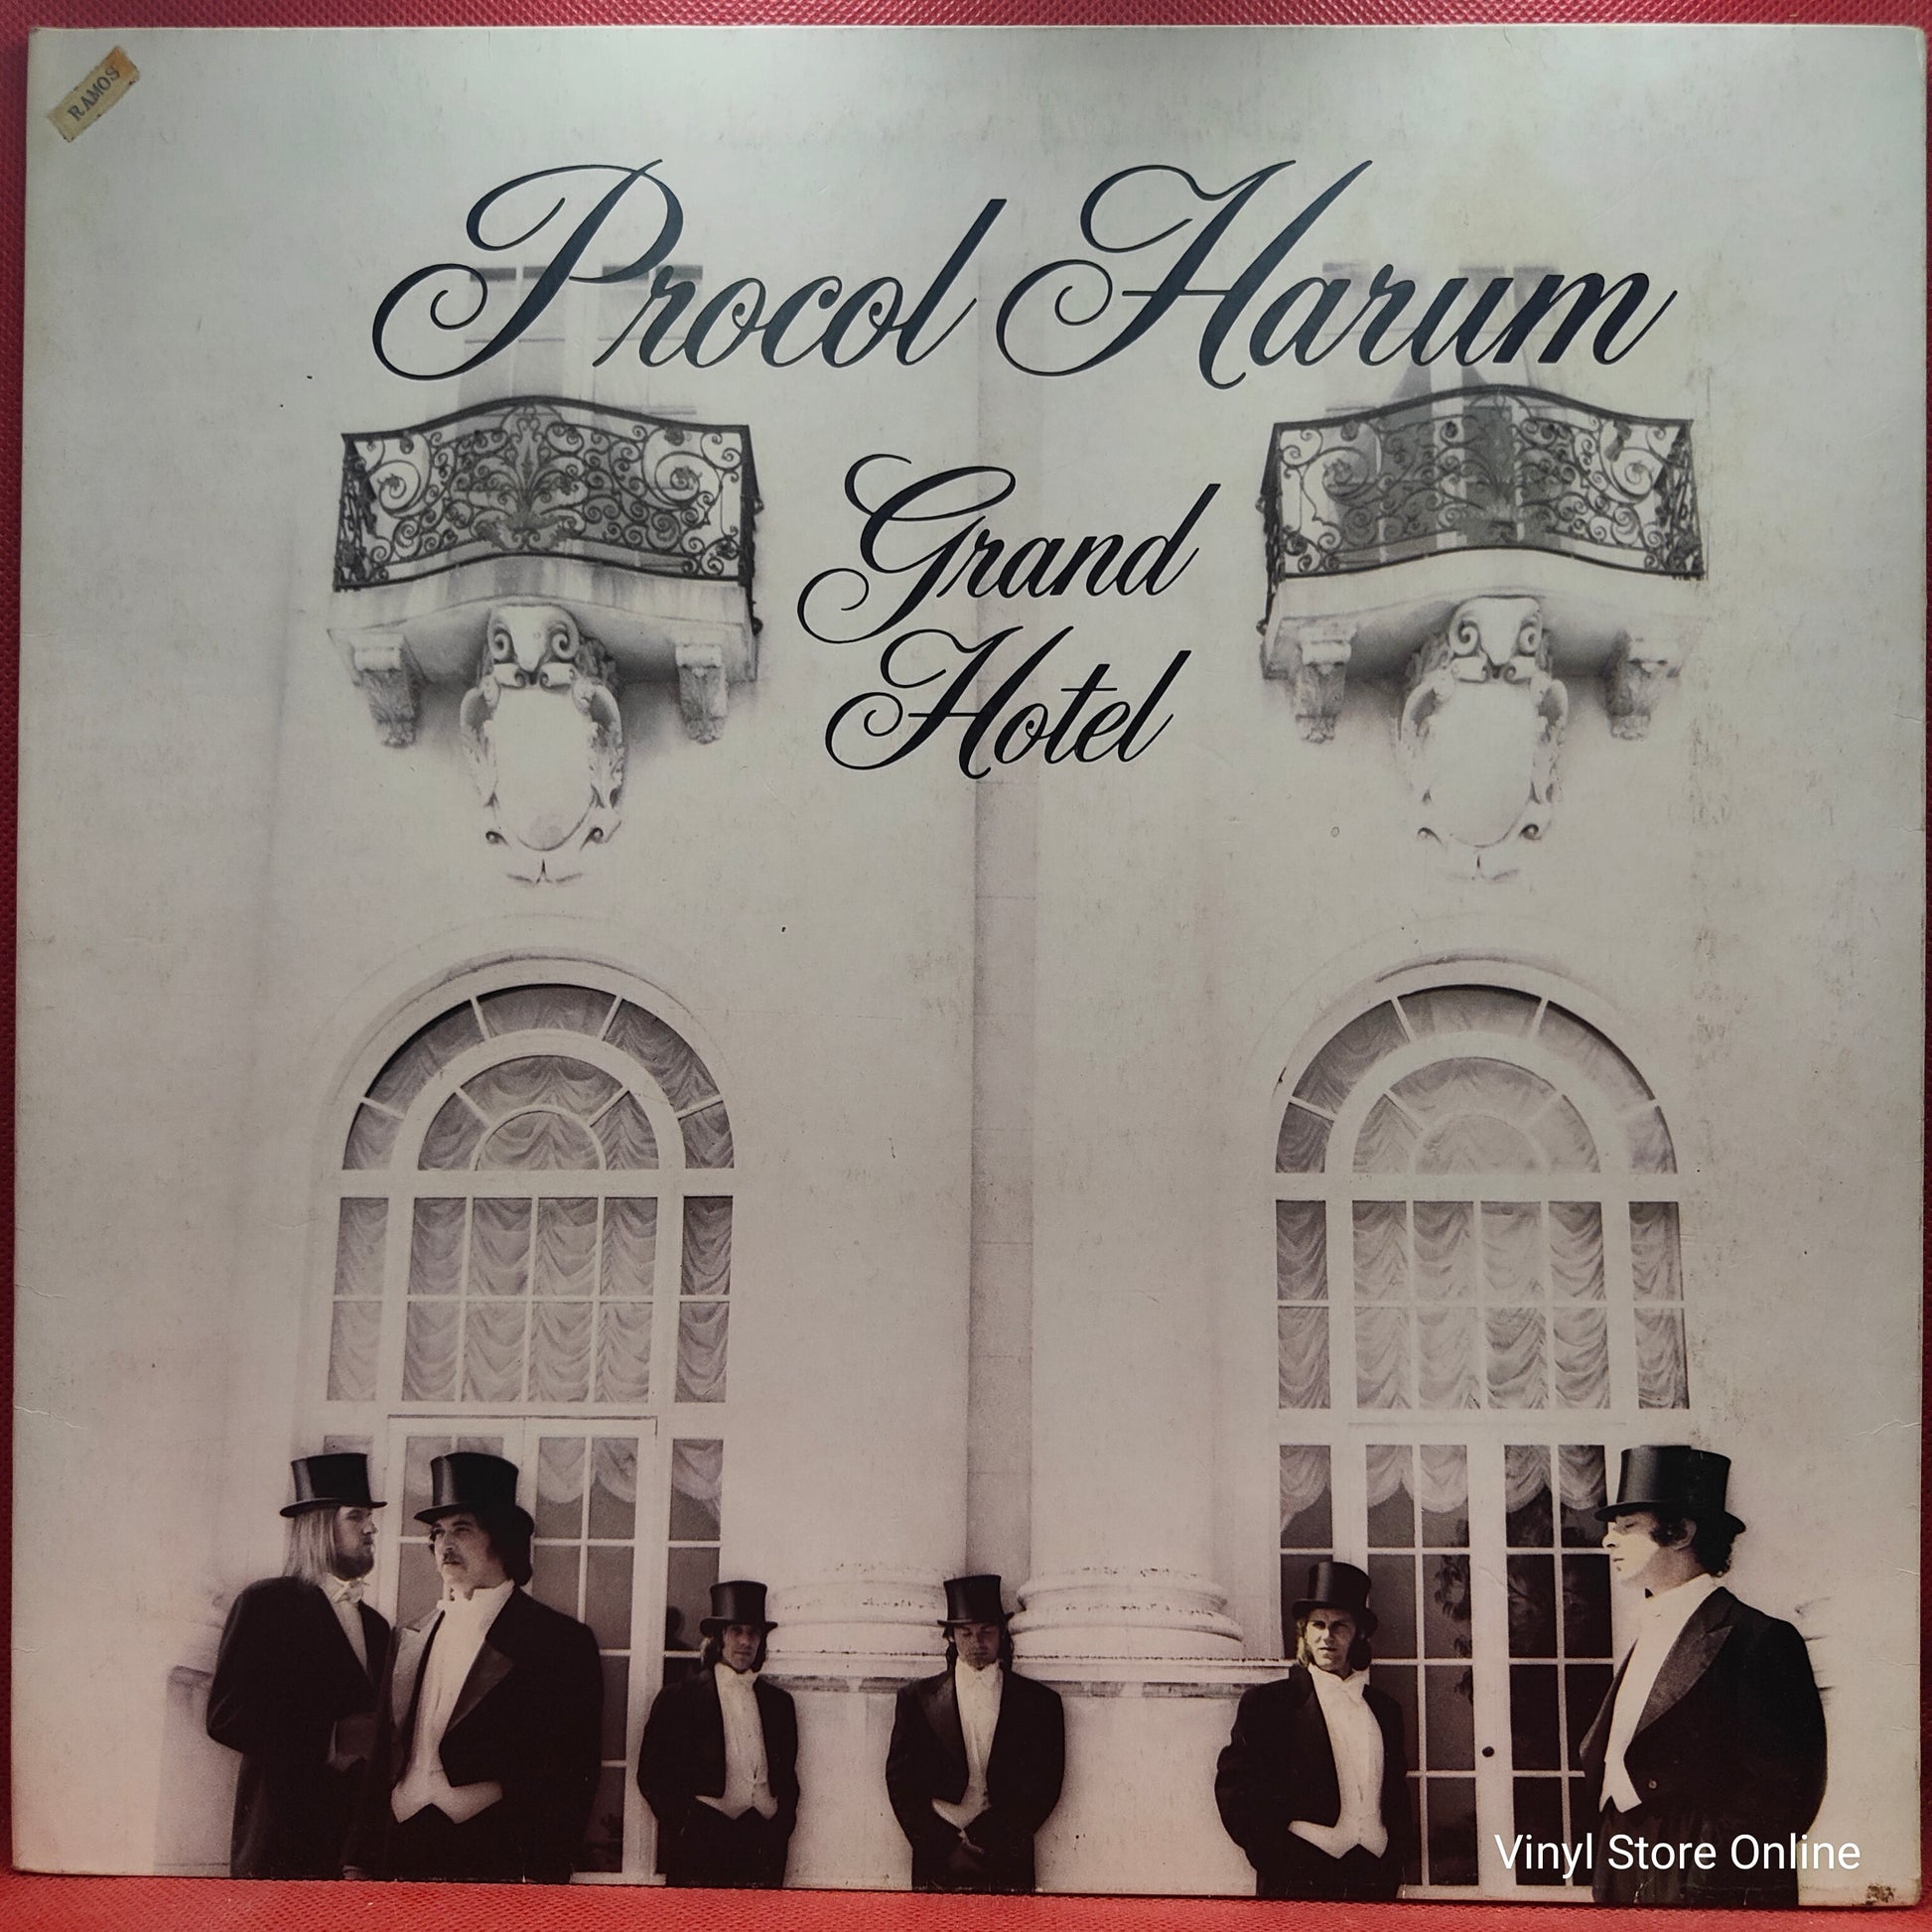 RAMOS
Procol Harum
Grand
Hotel
Vinyl Store Online